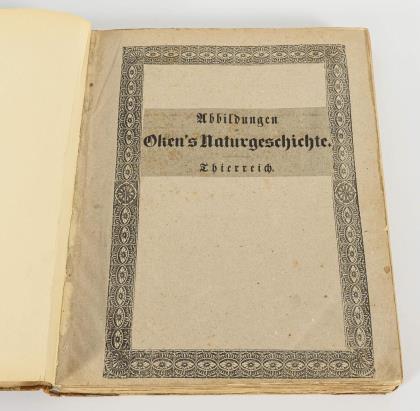 Abbildungen
Oken's Naturgeschichte.
Thierreich.